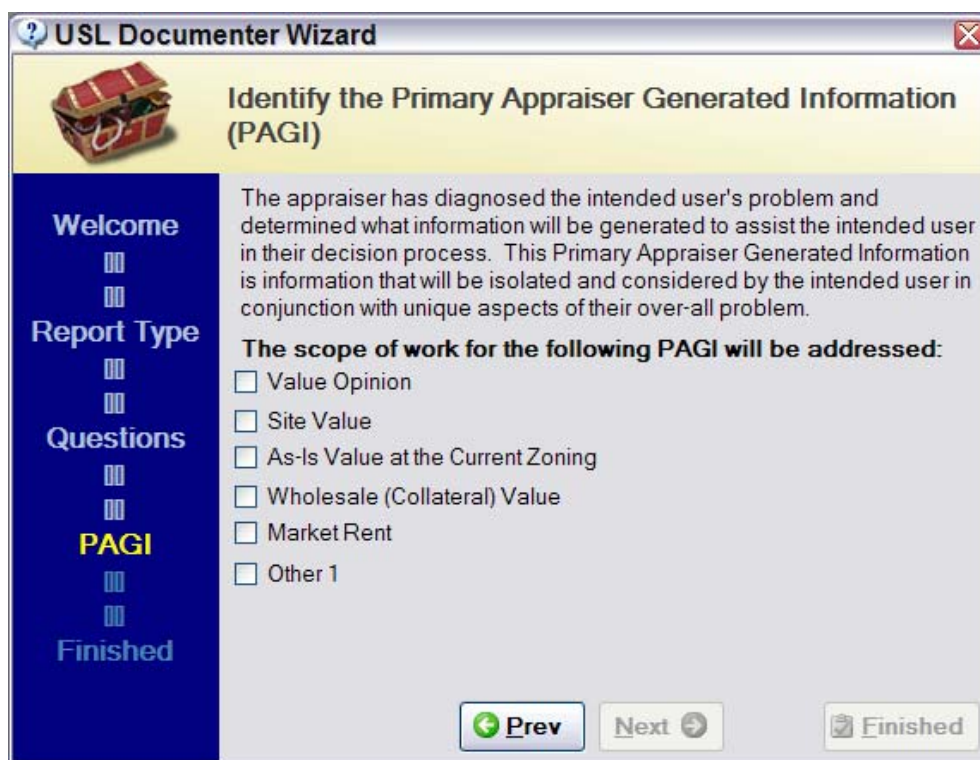 USL Documenter Wizard
Identify the Primary Appraiser Generated Information
(PAGI)
Welcome
Report Type
Questions
PAGI
Finished
The appraiser has diagnosed the intended user's problem and
determined what information will be generated to assist the intended user
in their decision process. This Primary Appraiser Generated Information
is information that will be isolated and considered by the intended user in
conjunction with unique aspects of their over-all problem.
The scope of work for the following PAGI will be addressed:
Value Opinion
Site Value
As-Is Value at the Current Zoning
Wholesale (Collateral) Value
Market Rent
Other 1
Prev
Next
Finished